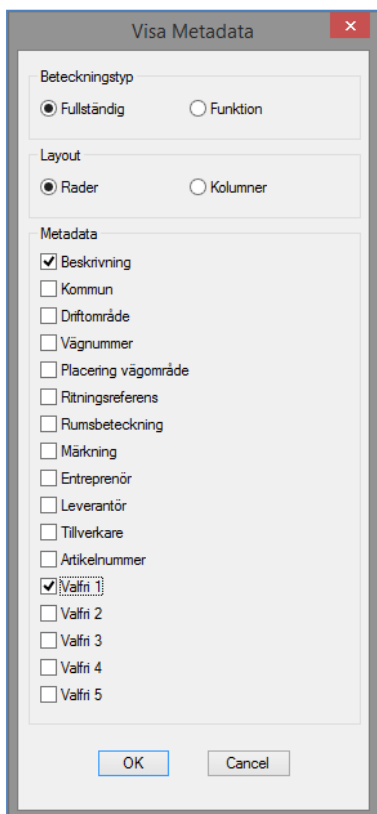 Visa Metadata
Beteckningstyp
Fullständig Funktion
Layout
Rader Kolumner
Metadata
Beskrivning
Kommun
Driftområde
Vägnummer
Placering vägområde
Ritningsreferens
Rumsbeteckning
Märkning
Entreprenör
Leverantör
Tillverkare
Artikelnummer
Valfri 1
Valfri 2
Valfri 3
Valfri 4
Valfri 5
OK Cancel